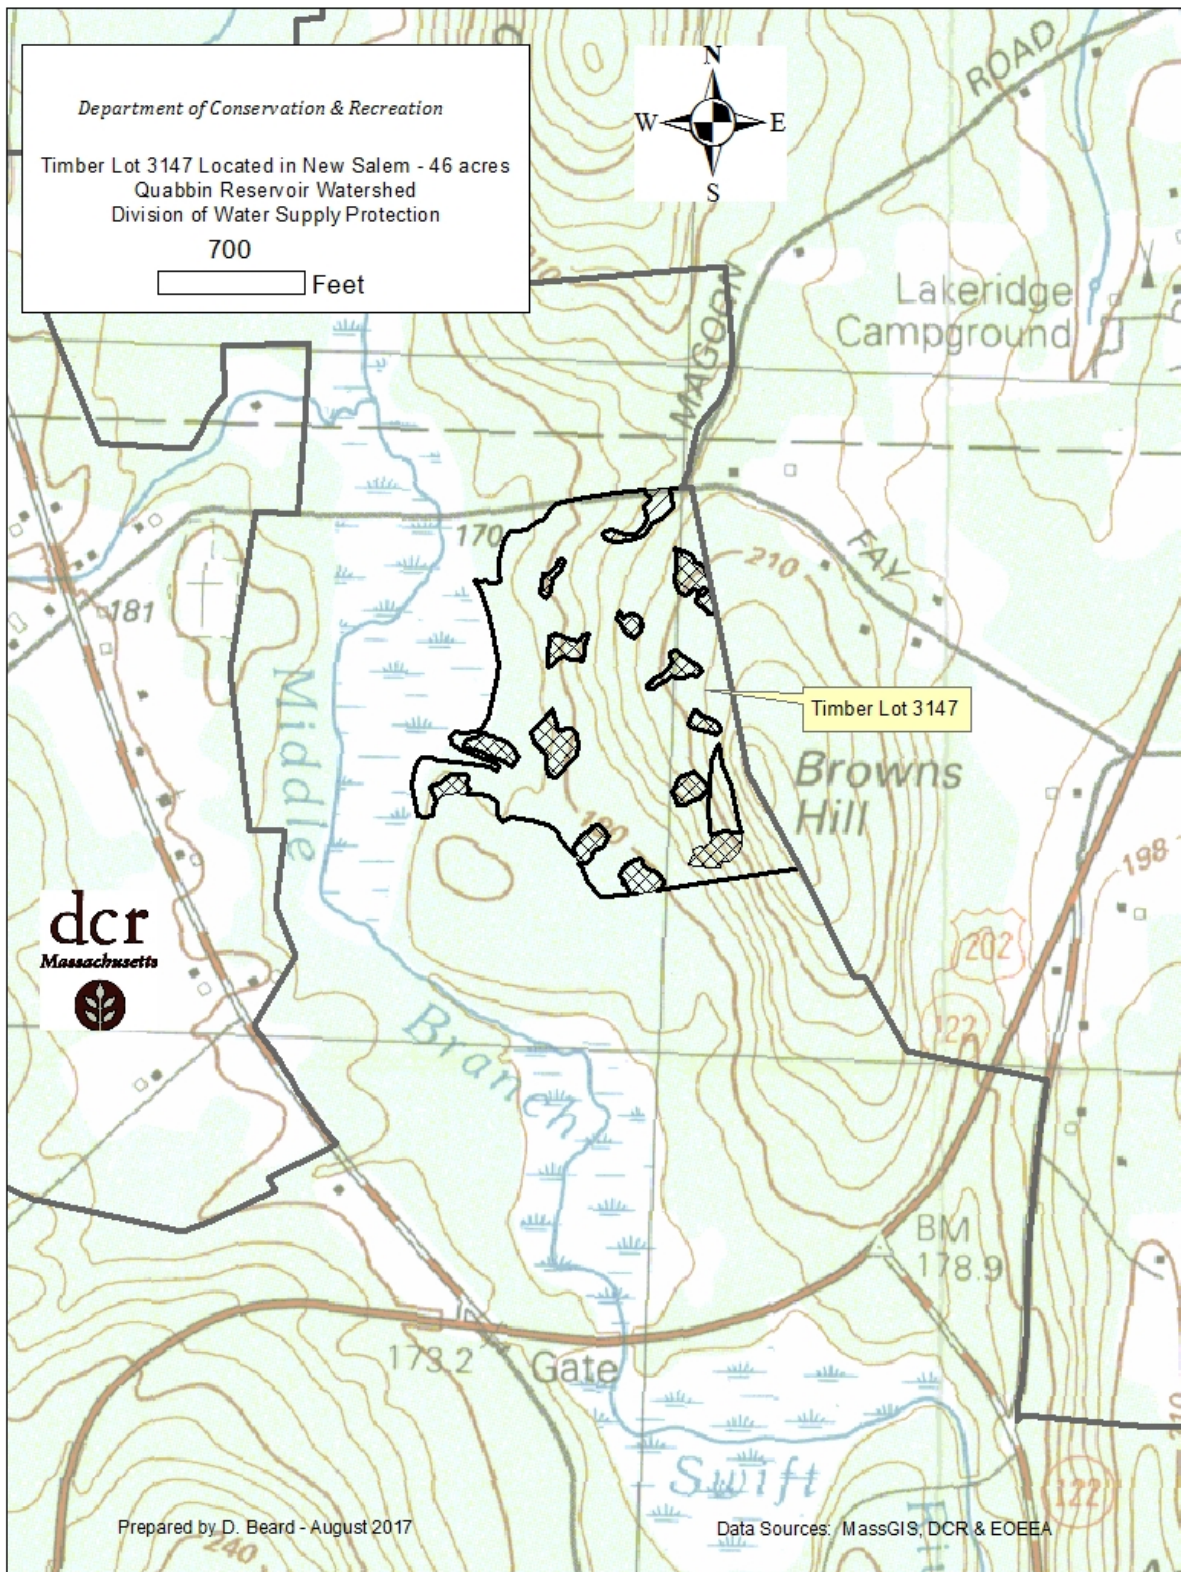 Department of Conservation & Recreation
Timber Lot 3147 Located in New Salem - 46 acres
Quabbin Reservoir Watershed
Division of Water Supply Protection
700
Feet
N
W
E
S
ROAD
210
Lakeridge
Campground
MAGOON
170
210
FAY
181
Middle
Timber Lot 3147
Browns
Hill
180
198
dcr
Massachusetts
202
122
Branch
BM
178.9
173.2
Gate
Swift
122
210
240
Prepared by D. Beard - August 2017
Data Sources: MassGIS, DCR & EOEEA